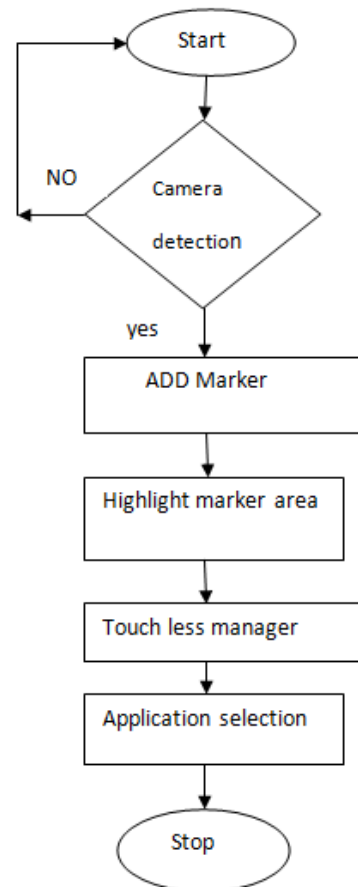 Start
NO
Camera
detection
yes
ADD Marker
Highlight marker area
Touch less manager
Application selection
Stop